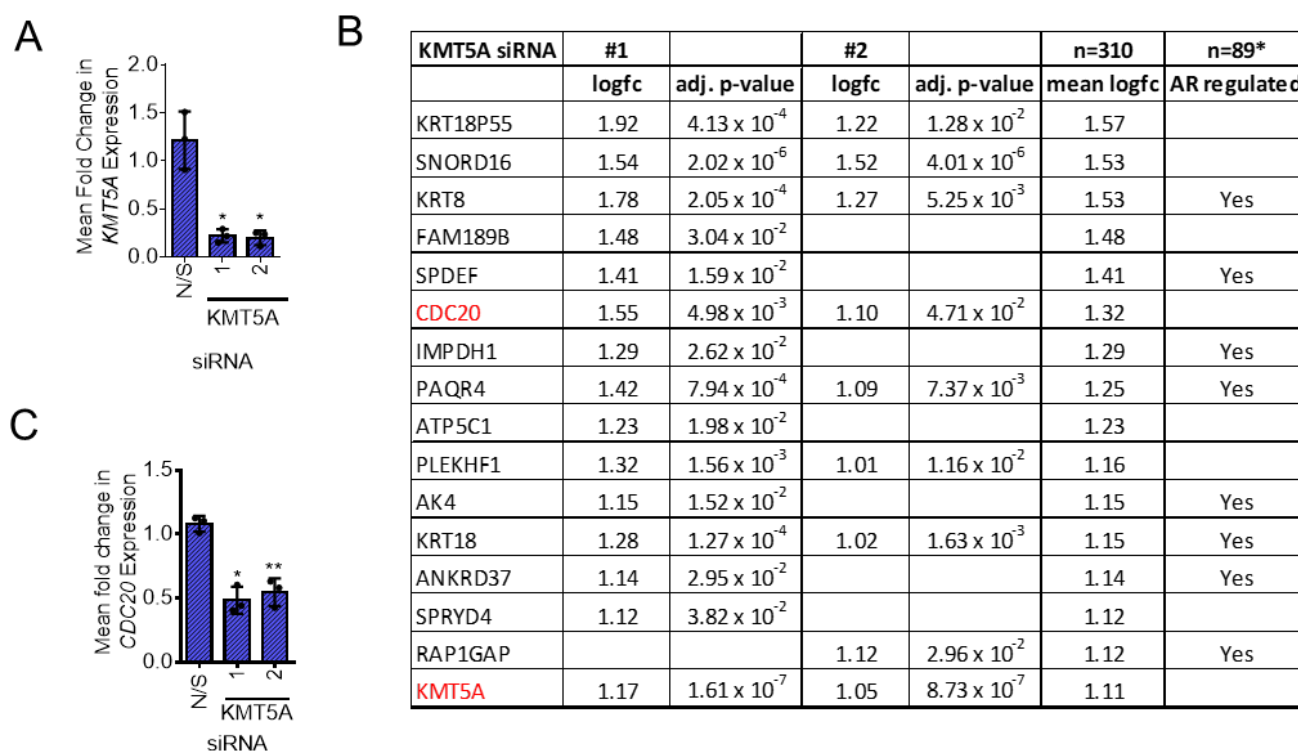 A
Mean Fold Change in
KMT5A Expression
2.0
1.5
1.0
0.5
0.0
* *
N/S 1 2
KMT5A
siRNA
B
KMT5A siRNA #1 #2 n=310 n=89*
logfc adj. p-value logfc adj. p-value mean logfc AR regulated
KRT18P55 1.92 4.13 x 10⁻⁴ 1.22 1.28 x 10⁻² 1.57
SNORD16 1.54 2.02 x 10⁻⁶ 1.52 4.01 x 10⁻⁶ 1.53
KRT8 1.78 2.05 x 10⁻⁴ 1.27 5.25 x 10⁻³ 1.53 Yes
FAM189B 1.48 3.04 x 10⁻² 1.48
SPDEF 1.41 1.59 x 10⁻² 1.41 Yes
CDC20 1.55 4.98 x 10⁻³ 1.10 4.71 x 10⁻² 1.32
IMPDH1 1.29 2.62 x 10⁻² 1.29 Yes
PAQR4 1.42 7.94 x 10⁻⁴ 1.09 7.37 x 10⁻³ 1.25 Yes
ATP5C1 1.23 1.98 x 10⁻² 1.23
PLEKHF1 1.32 1.56 x 10⁻³ 1.01 1.16 x 10⁻² 1.16
AK4 1.15 1.52 x 10⁻² 1.15 Yes
KRT18 1.28 1.27 x 10⁻⁴ 1.02 1.63 x 10⁻³ 1.15 Yes
ANKRD37 1.14 2.95 x 10⁻² 1.14 Yes
SPRYD4 1.12 3.82 x 10⁻² 1.12
RAP1GAP 1.12 2.96 x 10⁻² 1.12 Yes
KMT5A 1.17 1.61 x 10⁻⁷ 1.05 8.73 x 10⁻⁷ 1.11
C
Mean fold change in
CDC20 Expression
1.5
1.0
0.5
0.0
* **
N/S 1 2
KMT5A
siRNA